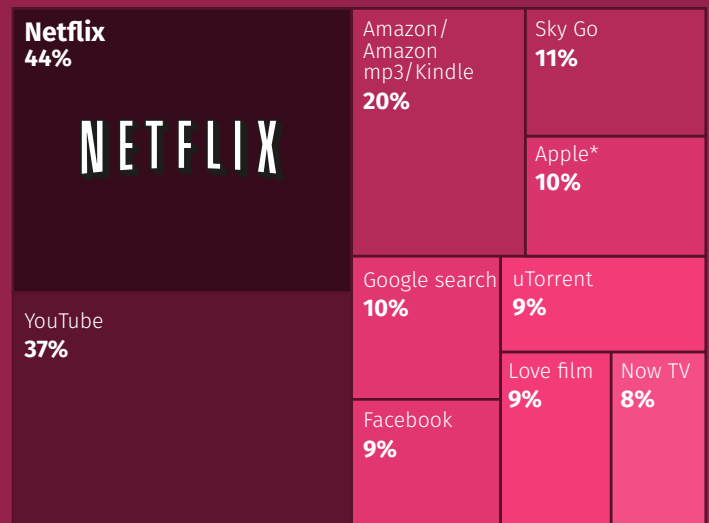 Netflix
44%
NETFLIX
YouTube
37%
Amazon/
Amazon
mp3/Kindle
20%
Sky Go
11%
Apple*
10%
Google search
10%
uTorrent
9%
Facebook
9%
Love film
9%
Now TV
8%